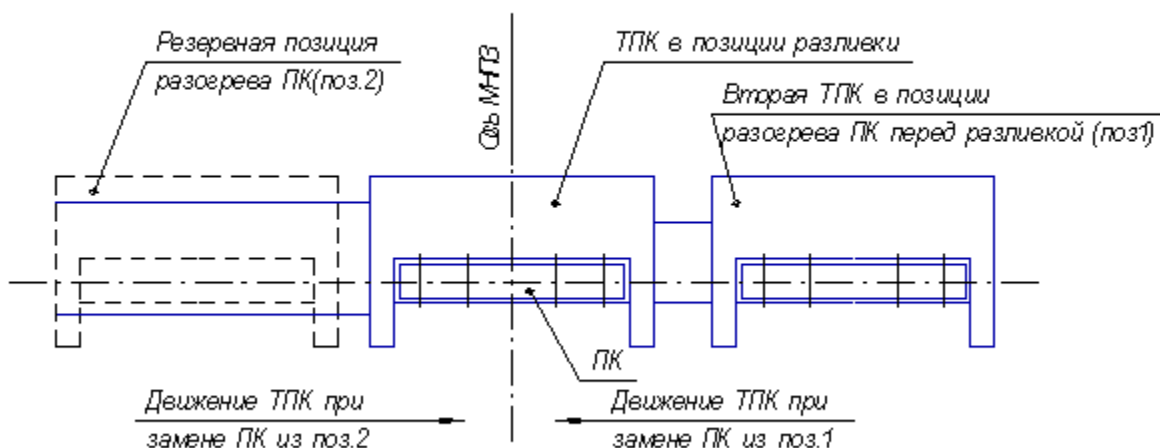 Резервная позиция
разогрева ПК(поз.2)
Ось МНЛЗ
ТПК в позиции разливки
Вторая ТПК в позиции
разогрева ПК перед разливкой (поз1)
ПК
Движение ТПК при
замене ПК из поз.2
Движение ТПК при
замене ПК из поз.1